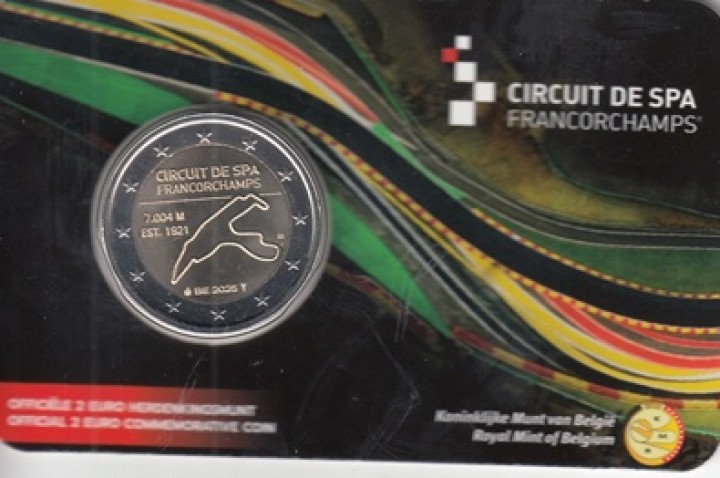 CIRCUIT DE SPA
FRANCORCHAMPS
CIRCUIT DE SPA
FRANCORCHAMPS
7.004 M
EST. 1921
BE 2025
OFFICIËLE 2 EURO HERDENKINGSMUNT
OFFICIAL 2 EURO COMMEMORATIVE COIN
Koninklijke Munt van België
Royal Mint of Belgium